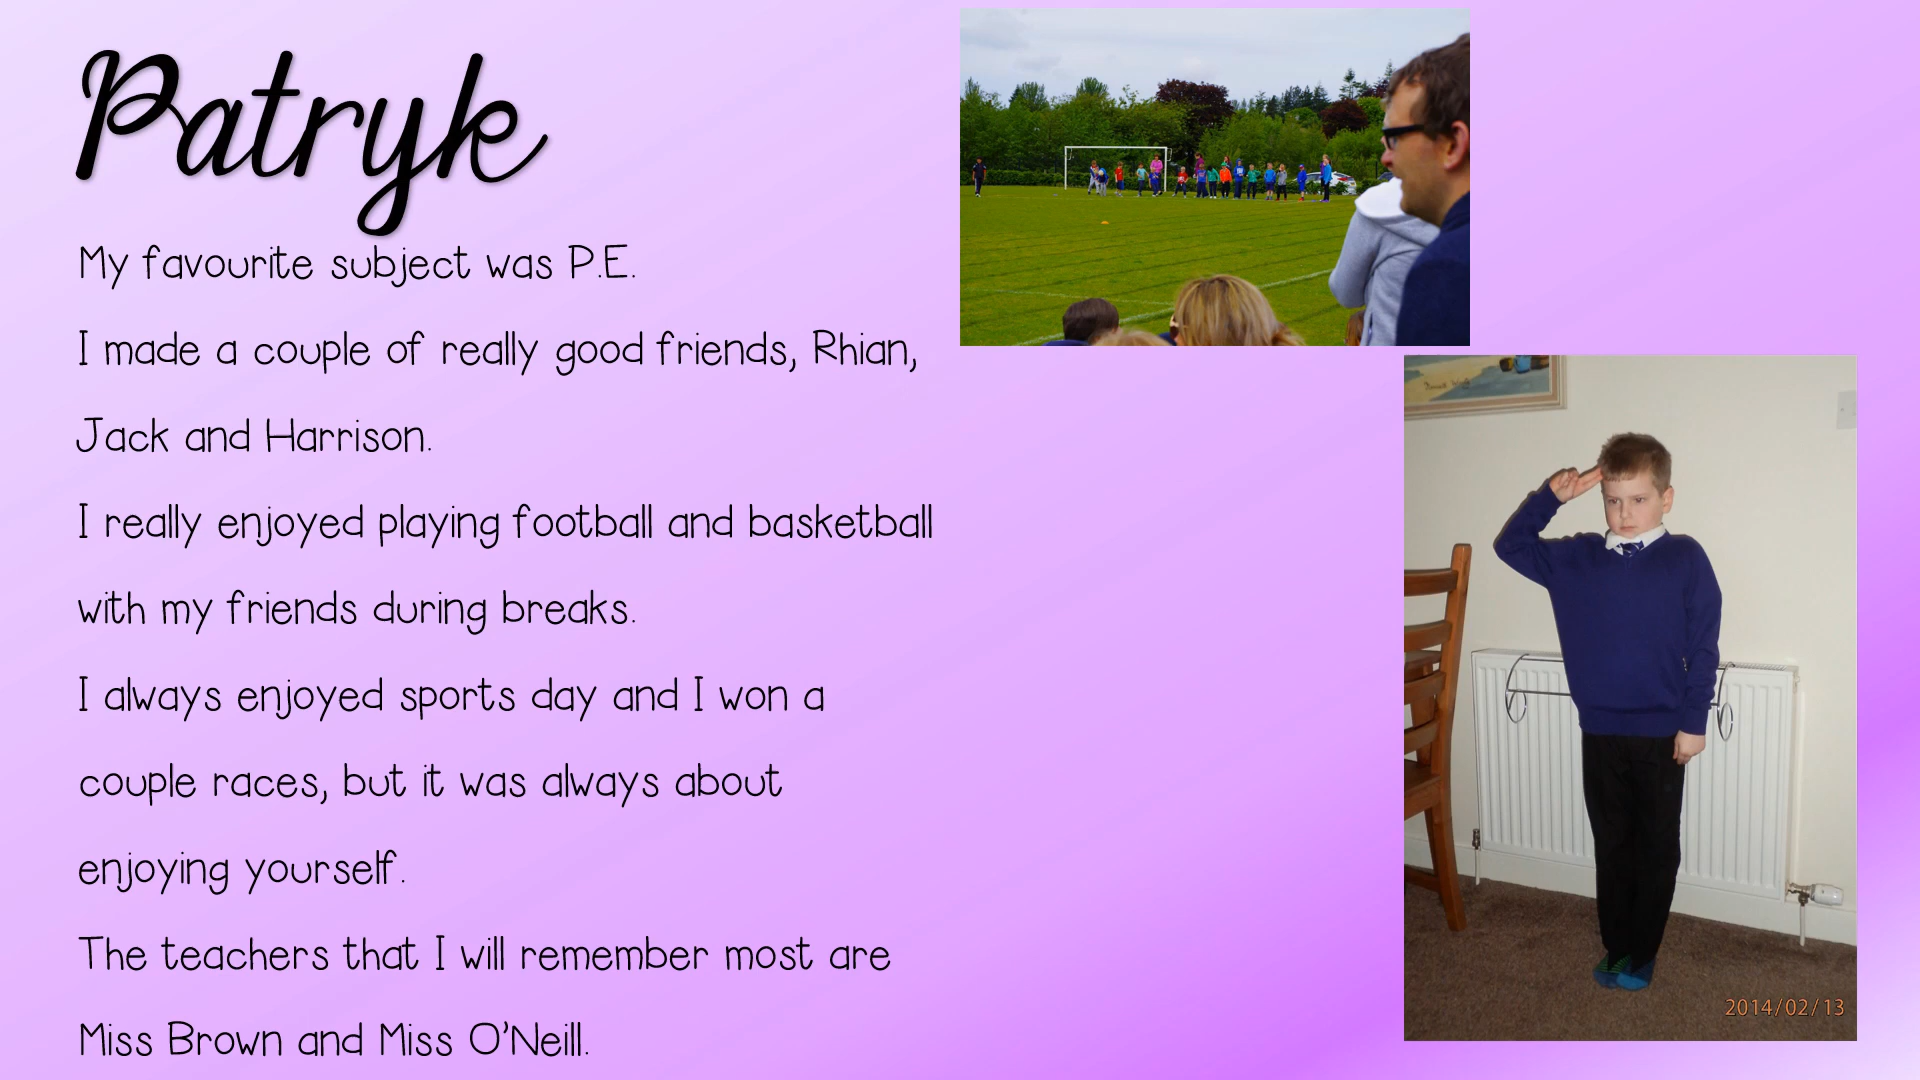 Patryk
My favourite subject was P.E.
I made a couple of really good friends, Rhian,
Jack and Harrison.
I really enjoyed playing football and basketball
with my friends during breaks.
I always enjoyed sports day and I won a
couple races, but it was always about
enjoying yourself.
The teachers that I will remember most are
Miss Brown and Miss O'Neill.
2014/02/13